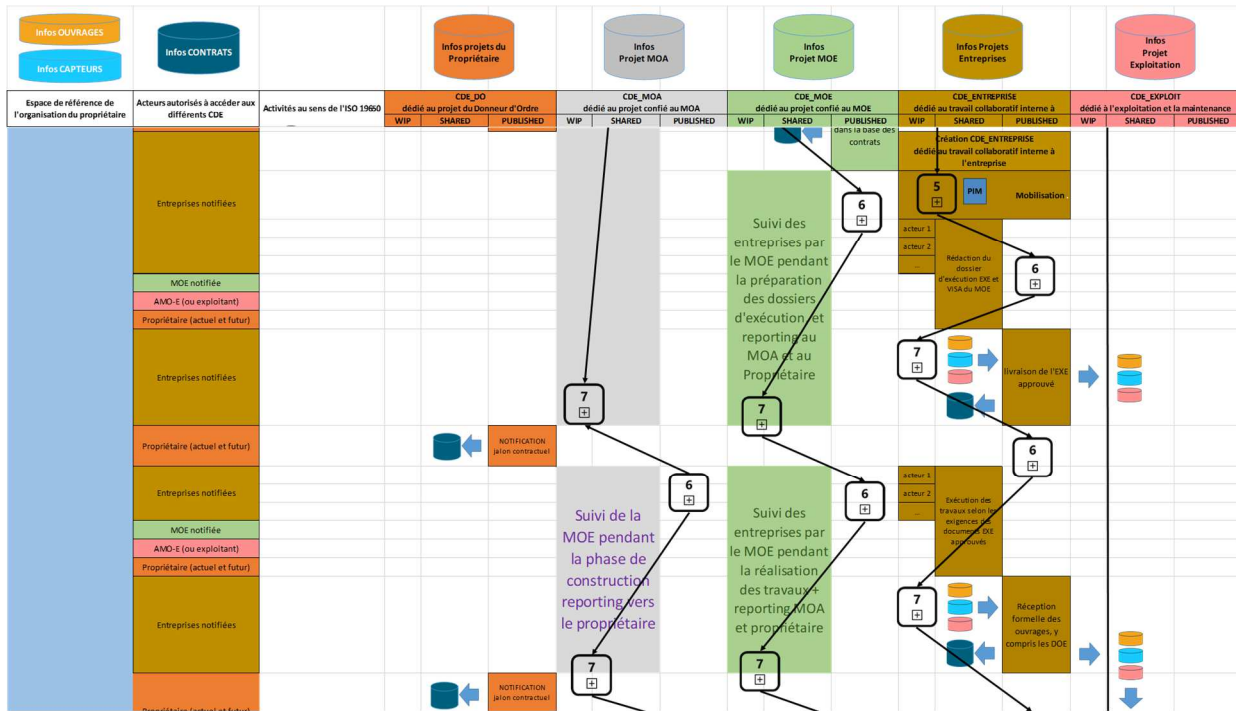 Infos OUVRAGES
Infos CAPTEURS
Infos CONTRATS
Infos projets du
Propriétaire
Infos
Projet MOA
Infos
Projet MOE
Infos Projets
Entreprises
Infos
Projet
Exploitation
Espace de référence de
l'organisation du propriétaire
Acteurs autorisés à accéder aux
différents CDE
Activités au sens de l'ISO 19650
CDE_DO
dédié au projet du Donneur d'Ordre
WIP SHARED PUBLISHED
CDE_MOA
dédié au projet confié au MOA
WIP SHARED PUBLISHED
CDE_MOE
dédié au projet confié au MOE
WIP SHARED PUBLISHED
CDE_ENTREPRISE
dédié au travail collaboratif interne à
WIP SHARED PUBLISHED
CDE_EXPLOIT
dédié à l'exploitation et la maintenance
WIP SHARED PUBLISHED
dans la base des
contrats
Création CDE_ENTREPRISE
dédié au travail collaboratif interne à
l'entreprise
Entreprises notifiées
5
PIM
Mobilisation
6
Suivi des
entreprises par
le MOE pendant
la préparation
des dossiers
d'exécution et
reporting au
MOA et au
Propriétaire
acteur 1
acteur 2
...
Rédaction du
dossier
d'exécution EXE et
VISA du MOE
6
MOE notifiée
AMO-E (ou exploitant)
Propriétaire (actuel et futur)
Entreprises notifiées
7
livraison de l'EXE
approuvé
7
7
Propriétaire (actuel et futur)
NOTIFICATION
jalon contractuel
6
Entreprises notifiées
6
6
acteur 1
acteur 2
...
Exécution des
travaux selon les
exigences des
documents EXE
approuvés
Suivi de la
MOE pendant
la phase de
construction
reporting vers
le propriétaire
Suivi des
entreprises par
le MOE pendant
la réalisation
des travaux +
reporting MOA
et propriétaire
MOE notifiée
AMO-E (ou exploitant)
Propriétaire (actuel et futur)
Entreprises notifiées
7
Réception
formelle des
ouvrages, y
compris les DOE
7
7
NOTIFICATION
jalon contractuel
Propriétaire (actuel et futur)